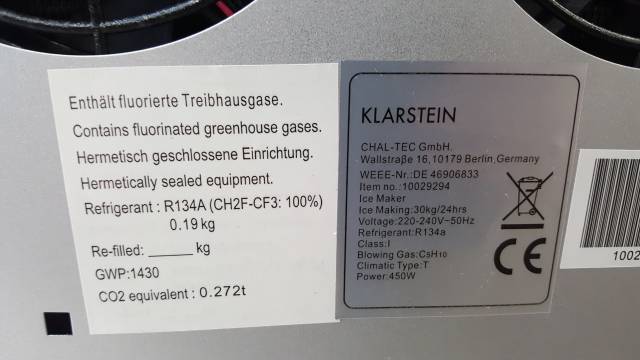 Enthält fluorierte Treibhausgase.
Contains fluorinated greenhouse gases.
Hermetisch geschlossene Einrichtung.
Hermetically sealed equipment.
Refrigerant : R134A (CH2F-CF3: 100%)
0.19 kg
Re-filled: ______ kg
GWP:1430
CO2 equivalent : 0.272t
KLARSTEIN
CHAL-TEC GmbH.
Wallstraße 16,10179 Berlin,Germany
WEEE-Nr.:DE 46906833
Item no.:10029294
Ice Maker
Ice Making:30kg/24hrs
Voltage:220-240V~50Hz
Refrigerant:R134a
Class:I
Blowing Gas:C5H10
Climatic Type:T
Power:450W
CE
1002